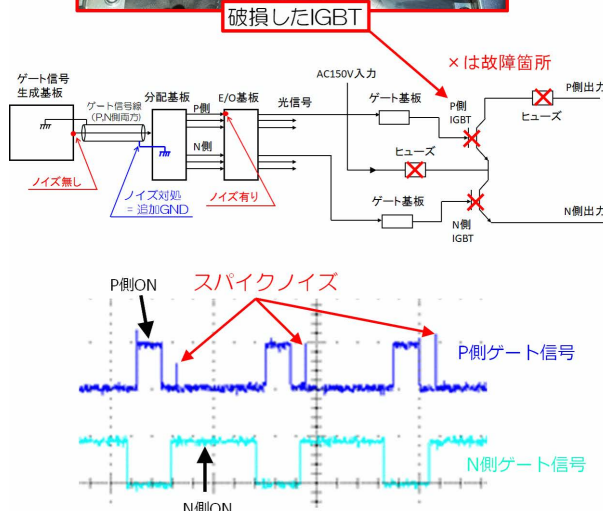 破損したIGBT
×は故障箇所
ゲート信号
生成基板
ゲート信号線
(P,N側両方)
分配基板
P側
N側
E/O基板
光信号
AC150V入力
ゲート基板
P側
IGBT
ヒューズ
P側出力
ヒューズ
ゲート基板
N側
IGBT
N側出力
ノイズ無し
ノイズ対処
= 追加GND
ノイズ有り
P側ON
スパイクノイズ
P側ゲート信号
N側ゲート信号
N側ON